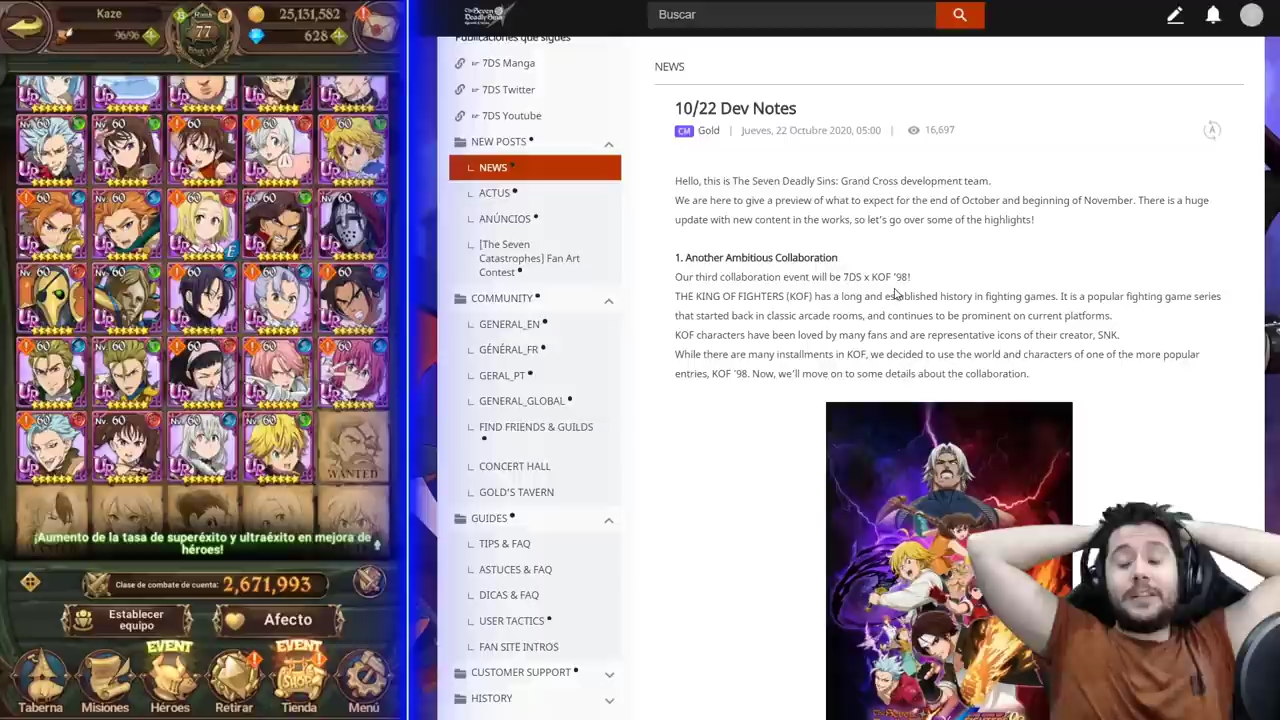 Kaze
96/96
Rank
77
25,131,582
628
Nv. 60
UP
WANTED
¡Aumento de la tasa de superéxito y ultraéxito en mejora de
héroes!
Clase de combate de cuenta: 2,671,993
Establecer
equipo
Afecto
EVENT
EVENT
SHOP
Taberna
Misiones
Héroes
Retirar
Tienda
Menú
The Seven
Deadly Sins
Buscar
Publicaciones que sigues
7DS Manga
7DS Twitter
7DS Youtube
NEW POSTS
NEWS
ACTUS
ANÚNCIOS
[The Seven
Catastrophes] Fan Art
Contest
COMMUNITY
GENERAL_EN
GÉNÉRAL_FR
GERAL_PT
GENERAL_GLOBAL
FIND FRIENDS & GUILDS
CONCERT HALL
GOLD'S TAVERN
GUIDES
TIPS & FAQ
ASTUCES & FAQ
DICAS & FAQ
USER TACTICS
FAN SITE INTROS
CUSTOMER SUPPORT
HISTORY
NEWS
10/22 Dev Notes
CM Gold | Jueves, 22 Octubre 2020, 05:00 | 16,697
Hello, this is The Seven Deadly Sins: Grand Cross development team.
We are here to give a preview of what to expect for the end of October and beginning of November. There is a huge
update with new content in the works, so let's go over some of the highlights!
1. Another Ambitious Collaboration
Our third collaboration event will be 7DS x KOF '98!
THE KING OF FIGHTERS (KOF) has a long and established history in fighting games. It is a popular fighting game series
that started back in classic arcade rooms, and continues to be prominent on current platforms.
KOF characters have been loved by many fans and are representative icons of their creator, SNK.
While there are many installments in KOF, we decided to use the world and characters of one of the more popular
entries, KOF '98. Now, we'll move on to some details about the collaboration.